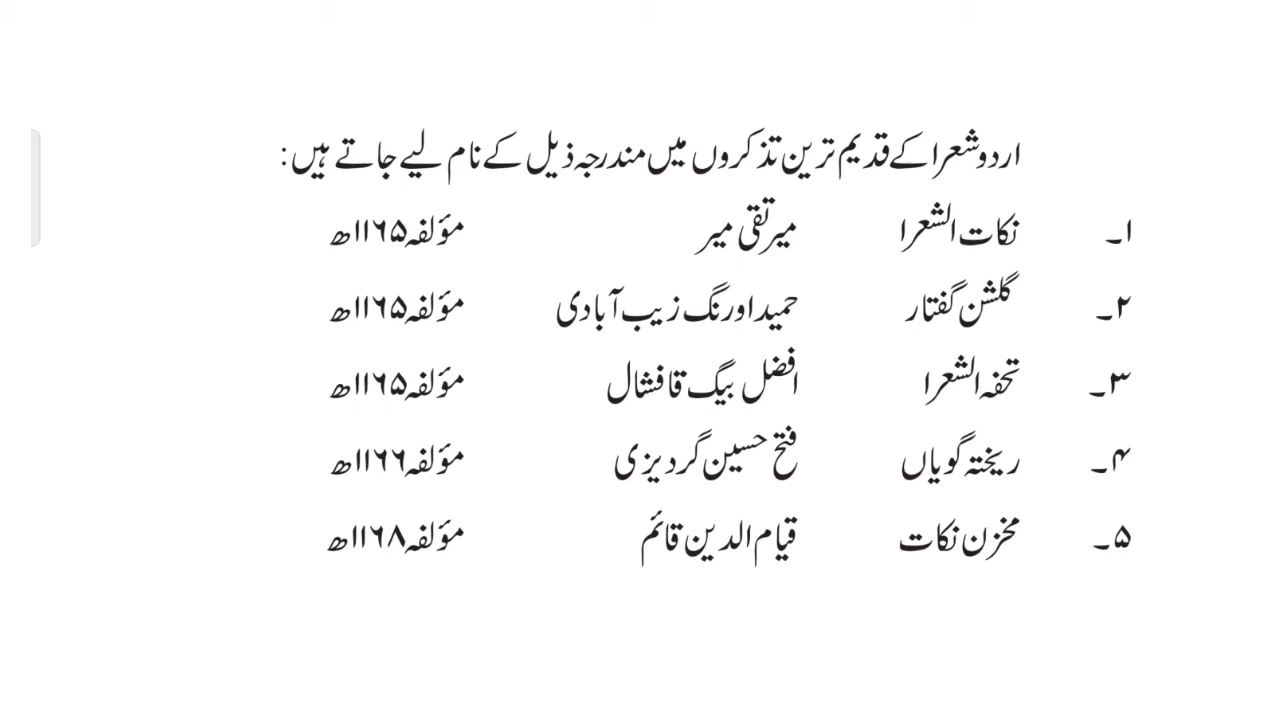 اردو شعرا کے قدیم ترین تذکروں میں مندرجہ ذیل کے نام لیے جاتے ہیں:
۱۔ نکات الشعرا میر تقی میر مؤلفہ ۱۱۶۵ھ
۲۔ گلشن گفتار حمید اورنگ زیب آبادی مؤلفہ ۱۱۶۵ھ
۳۔ تحفہ الشعرا افضل بیگ قافشال مؤلفہ ۱۱۶۵ھ
۴۔ ریختہ گویاں فتح حسین گردیزی مؤلفہ ۱۱۶۶ھ
۵۔ مخزن نکات قیام الدین قائم مؤلفہ ۱۱۶۸ھ